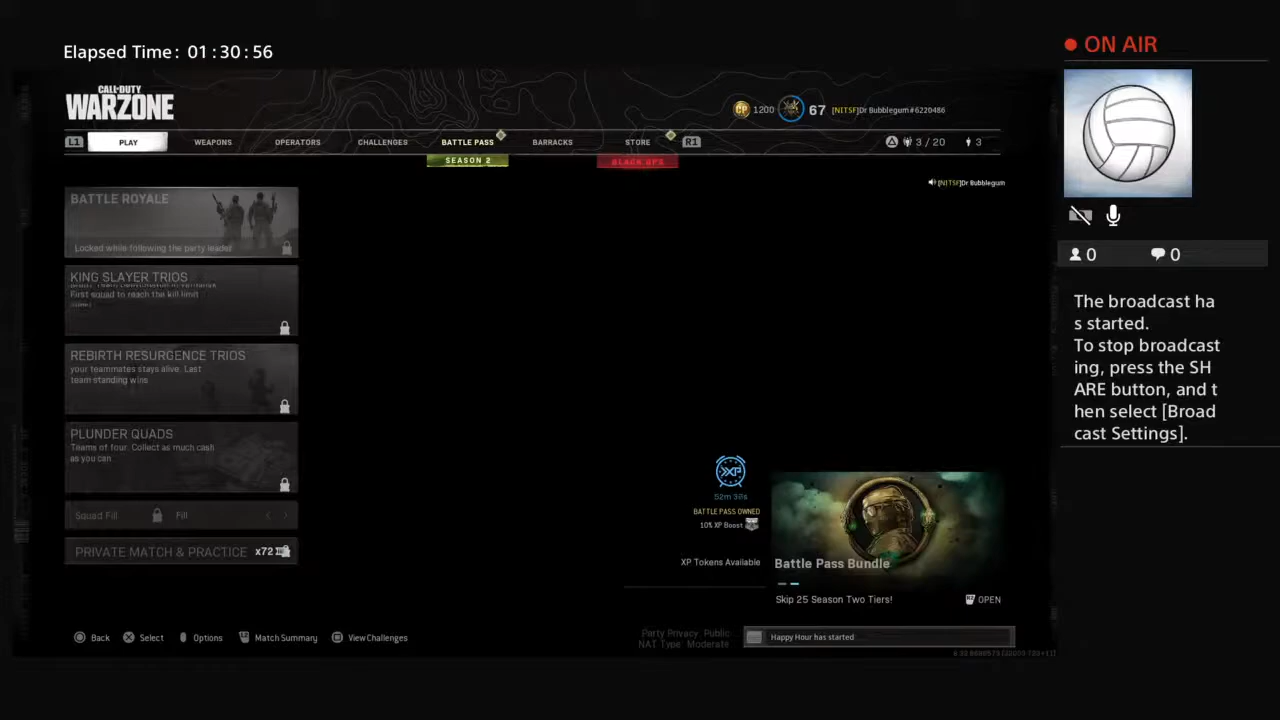 Elapsed Time: 01:30:56
ON AIR
CALL OF DUTY
WARZONE
CP 1200 67 [NITSF]Dr Bubblegum#6220486
L1 PLAY WEAPONS OPERATORS CHALLENGES BATTLE PASS BARRACKS STORE R1 3 / 20 3
SEASON 2 BLACK OPS
[NITSF]Dr Bubblegum
BATTLE ROYALE
Locked while following the party leader
KING SLAYER TRIOS
First squad to reach the kill limit
REBIRTH RESURGENCE TRIOS
your teammates stays alive. Last
team standing wins
PLUNDER QUADS
Teams of four. Collect as much cash
as you can
Squad Fill Fill
PRIVATE MATCH & PRACTICE x72
0 0
The broadcast ha
s started.
To stop broadcast
ing, press the SH
ARE button, and t
hen select [Broad
cast Settings].
XP
52m 38s
BATTLE PASS OWNED
10% XP Boost
XP Tokens Available
Battle Pass Bundle
Skip 25 Season Two Tiers!
OPEN
Back Select Options Match Summary View Challenges
Party Privacy: Public
NAT Type: Moderate
Happy Hour has started